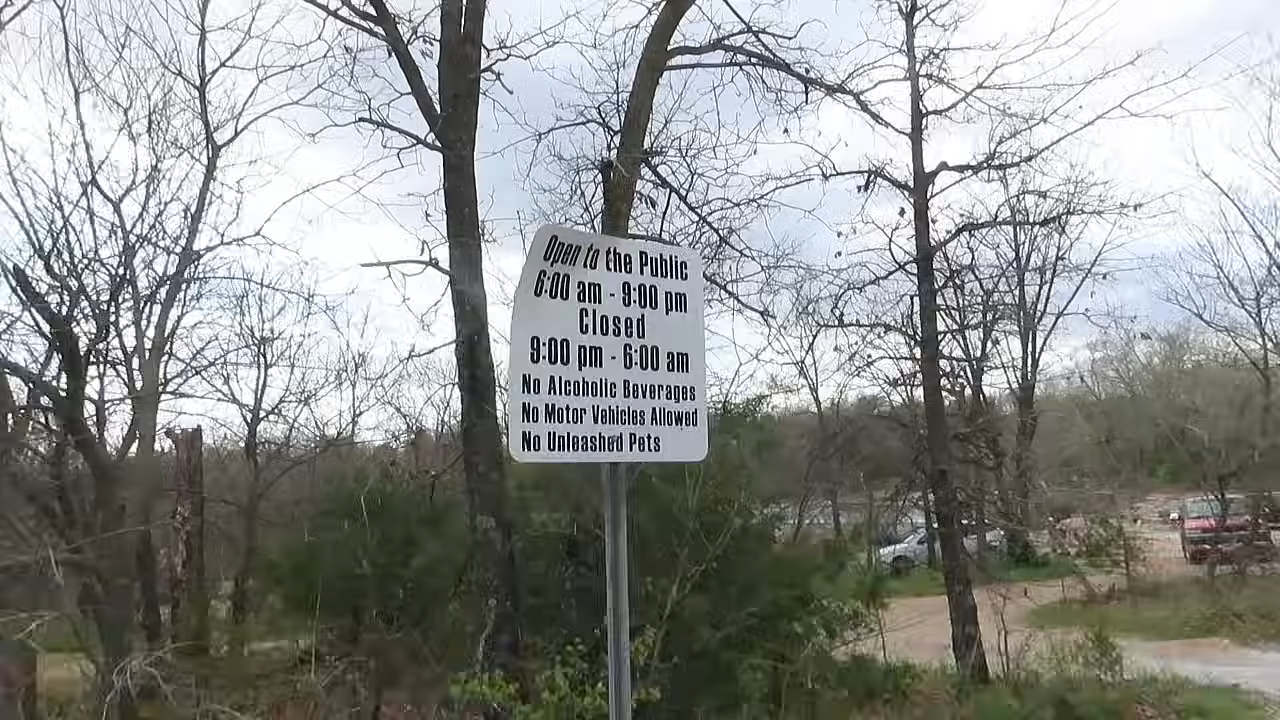 Open to the Public
6:00 am - 9:00 pm
Closed
9:00 pm - 6:00 am
No Alcoholic Beverages
No Motor Vehicles Allowed
No Unleashed Pets